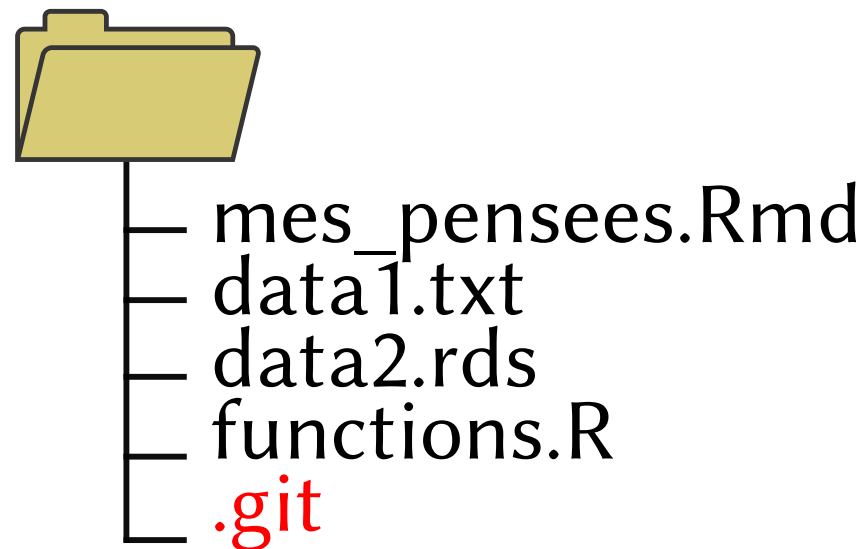 mes_pensees.Rmd
data1.txt
data2.rds
functions.R
.git